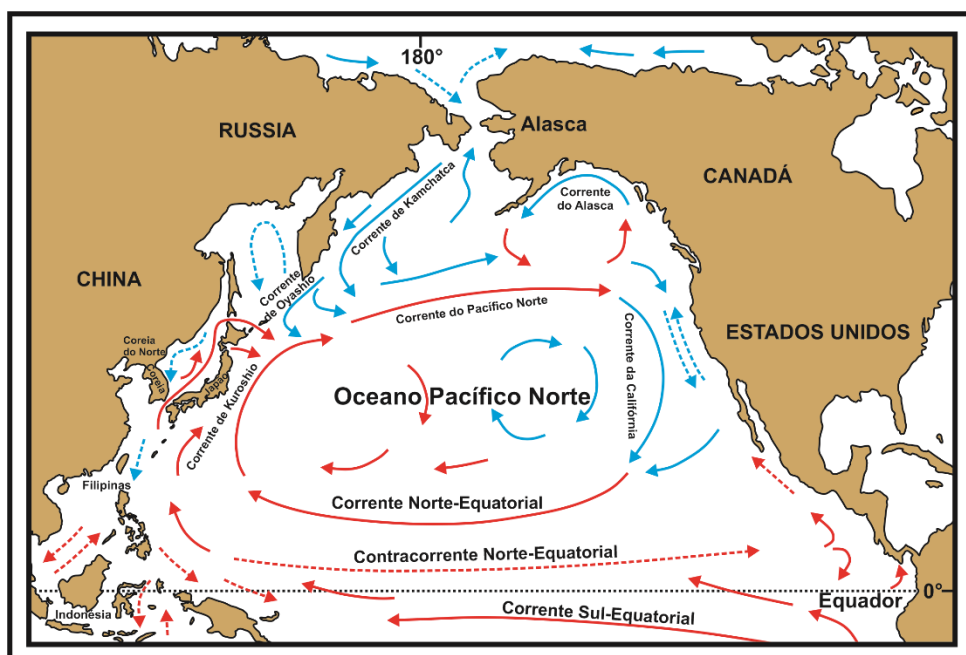 180°
RUSSIA
Alasca
CANADÁ
Corrente
do Alasca
Corrente de Kamchatca
CHINA
Corrente
de Oyashio
Corrente do Pacífico Norte
ESTADOS UNIDOS
Coreia
do Norte
Coreia
Japão
Corrente de Kuroshio
Corrente da Califórnia
Oceano Pacífico Norte
Filipinas
Corrente Norte-Equatorial
Contracorrente Norte-Equatorial
Indonesia
Equador
0°
Corrente Sul-Equatorial